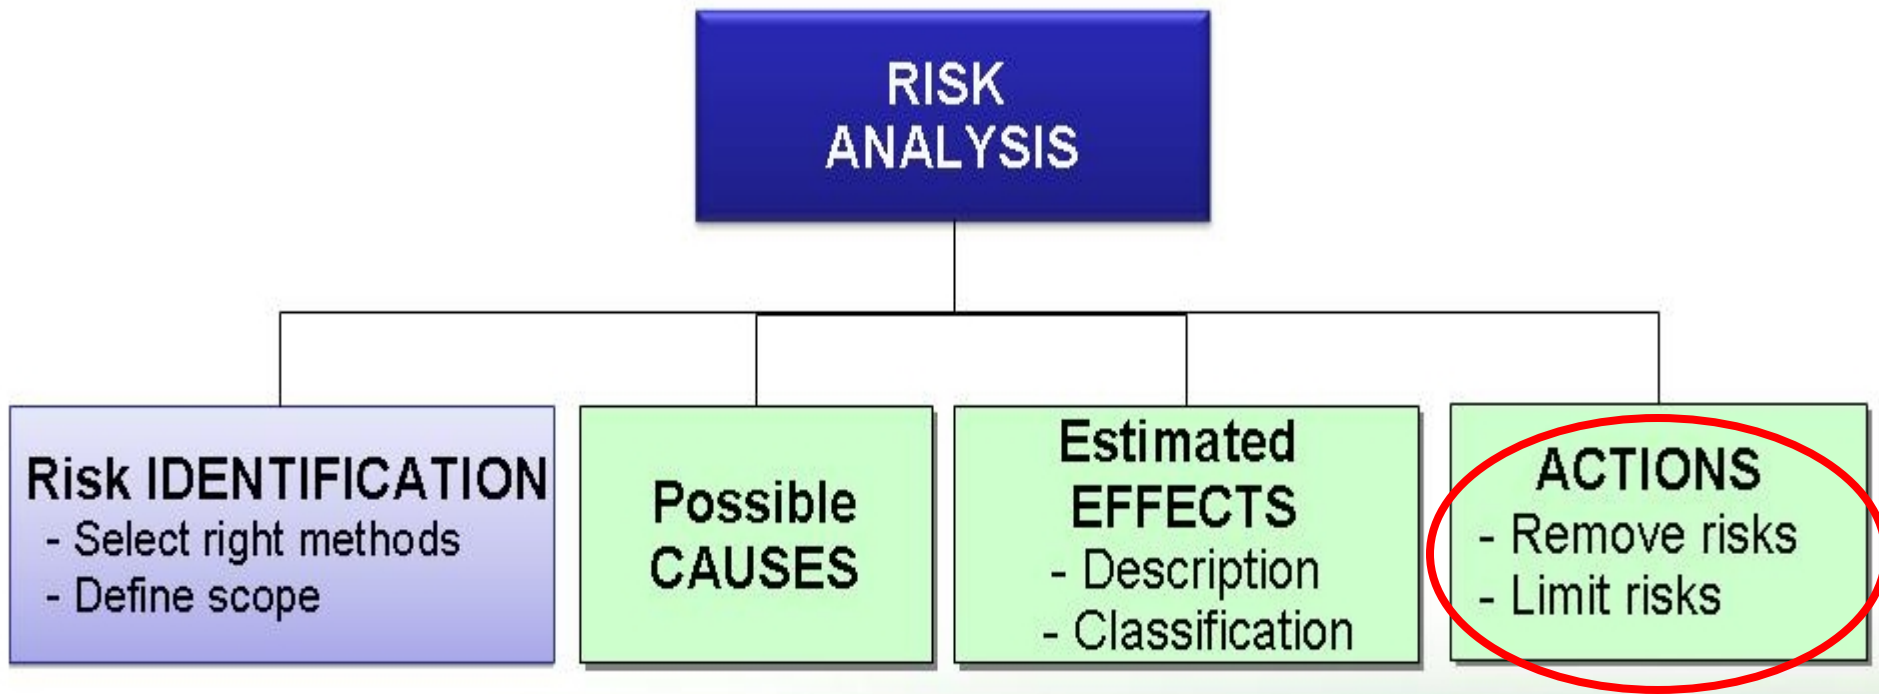 RISK
ANALYSIS
Risk IDENTIFICATION
- Select right methods
- Define scope
Possible
CAUSES
Estimated
EFFECTS
- Description
- Classification
ACTIONS
- Remove risks
- Limit risks